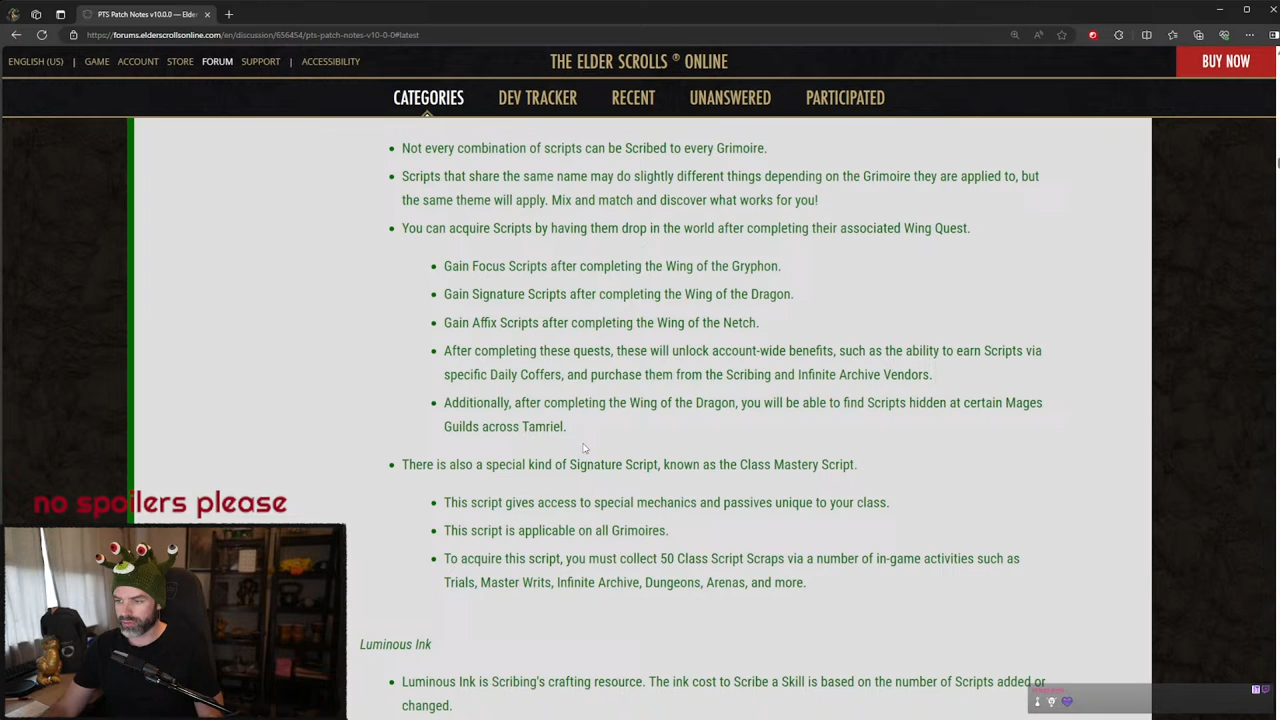 PTS Patch Notes v10.0.0 — Elder
https://forums.elderscrollsonline.com/en/discussion/656454/pts-patch-notes-v10-0-0#latest
ENGLISH (US) | GAME ACCOUNT STORE FORUM SUPPORT | ACCESSIBILITY
THE ELDER SCROLLS ® ONLINE
BUY NOW
CATEGORIES DEV TRACKER RECENT UNANSWERED PARTICIPATED
• Not every combination of scripts can be Scribed to every Grimoire.
• Scripts that share the same name may do slightly different things depending on the Grimoire they are applied to, but
the same theme will apply. Mix and match and discover what works for you!
• You can acquire Scripts by having them drop in the world after completing their associated Wing Quest.
• Gain Focus Scripts after completing the Wing of the Gryphon.
• Gain Signature Scripts after completing the Wing of the Dragon.
• Gain Affix Scripts after completing the Wing of the Netch.
• After completing these quests, these will unlock account-wide benefits, such as the ability to earn Scripts via
specific Daily Coffers, and purchase them from the Scribing and Infinite Archive Vendors.
• Additionally, after completing the Wing of the Dragon, you will be able to find Scripts hidden at certain Mages
Guilds across Tamriel.
• There is also a special kind of Signature Script, known as the Class Mastery Script.
• This script gives access to special mechanics and passives unique to your class.
• This script is applicable on all Grimoires.
• To acquire this script, you must collect 50 Class Script Scraps via a number of in-game activities such as
Trials, Master Writs, Infinite Archive, Dungeons, Arenas, and more.
no spoilers please
Luminous Ink
• Luminous Ink is Scribing's crafting resource. The ink cost to Scribe a Skill is based on the number of Scripts added or
changed.